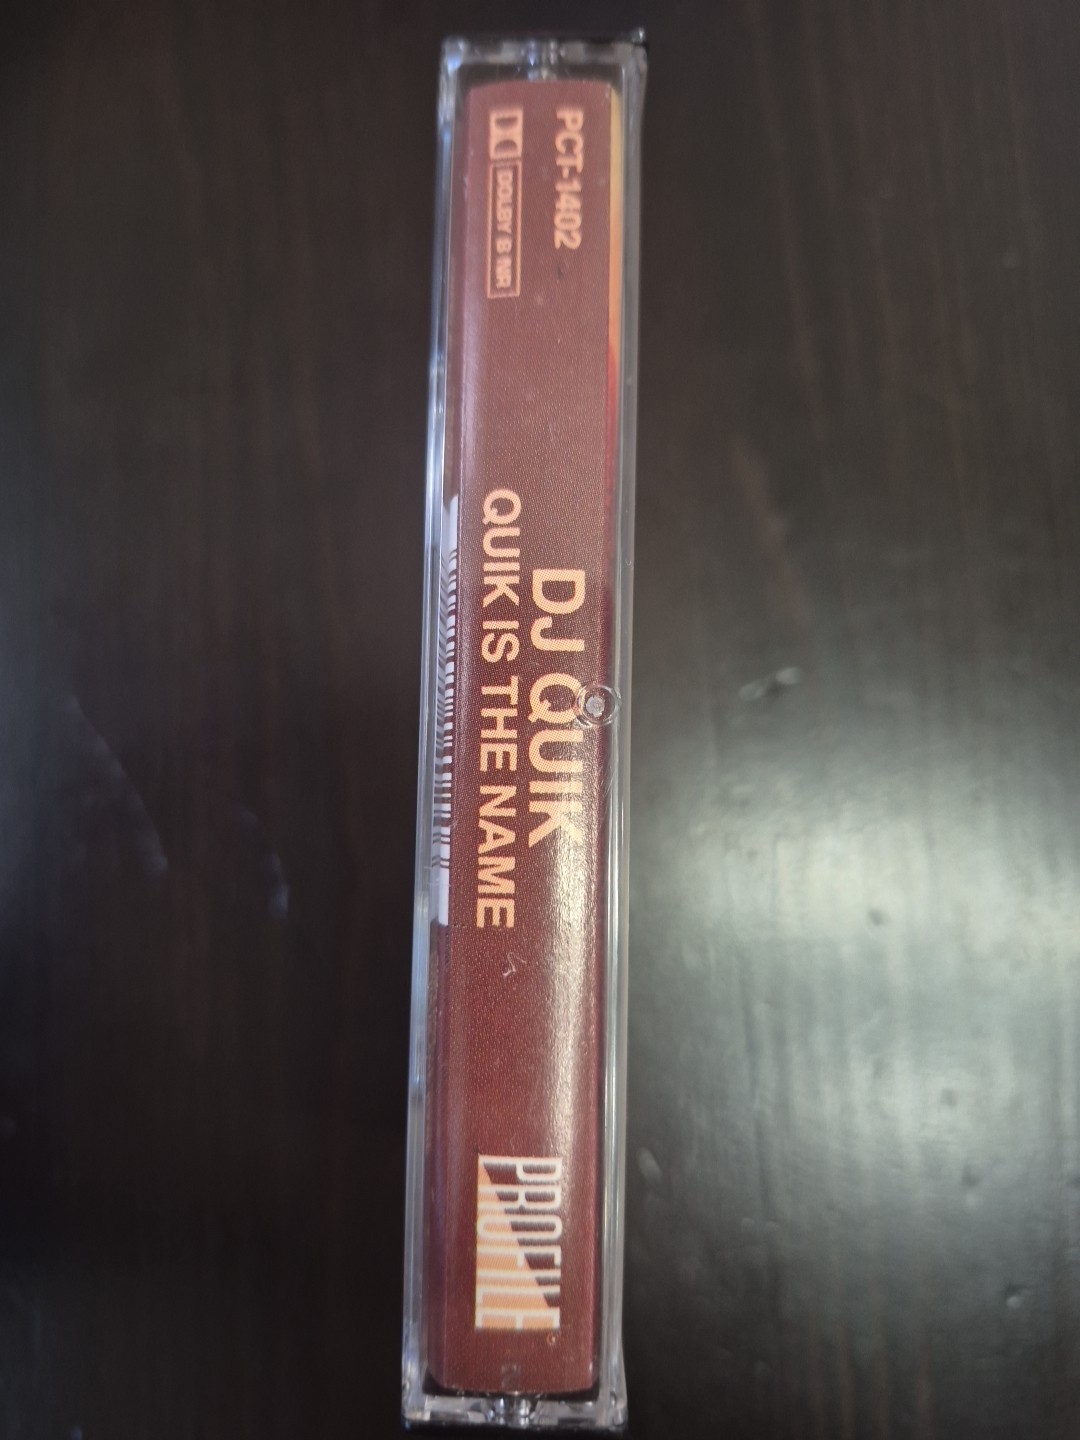 PCT-1402
DOLBY B NR
DJ QUIK
QUIK IS THE NAME
PROFILE